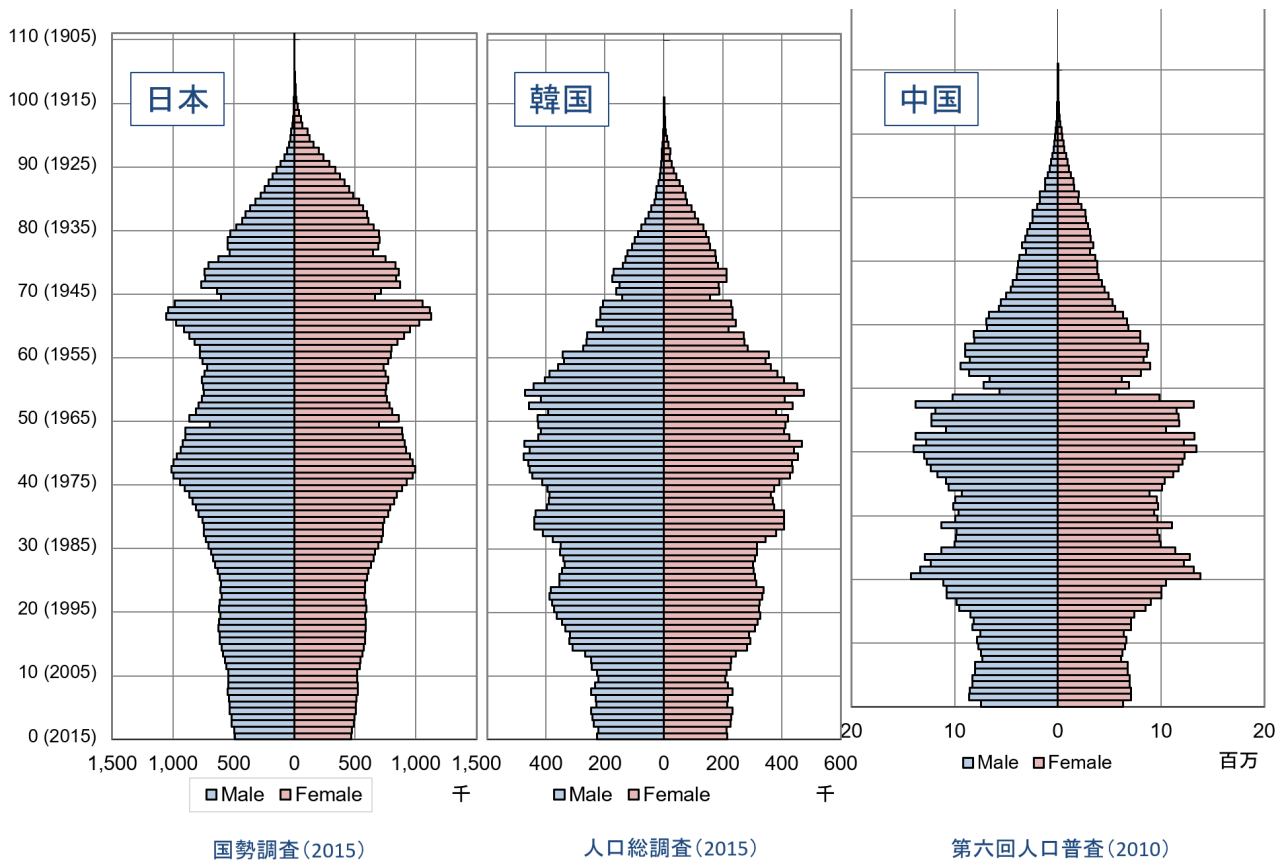 日本
韓国
中国
110 (1905)
100 (1915)
90 (1925)
80 (1935)
70 (1945)
60 (1955)
50 (1965)
40 (1975)
30 (1985)
20 (1995)
10 (2005)
0 (2015)
1,500 1,000 500 0 500 1,000 1,500
400 200 0 200 400 600
20 10 0 10 20
千
千
百万
Male Female
Male Female
Male Female
国勢調査(2015)
人口総調査(2015)
第六回人口普査(2010)